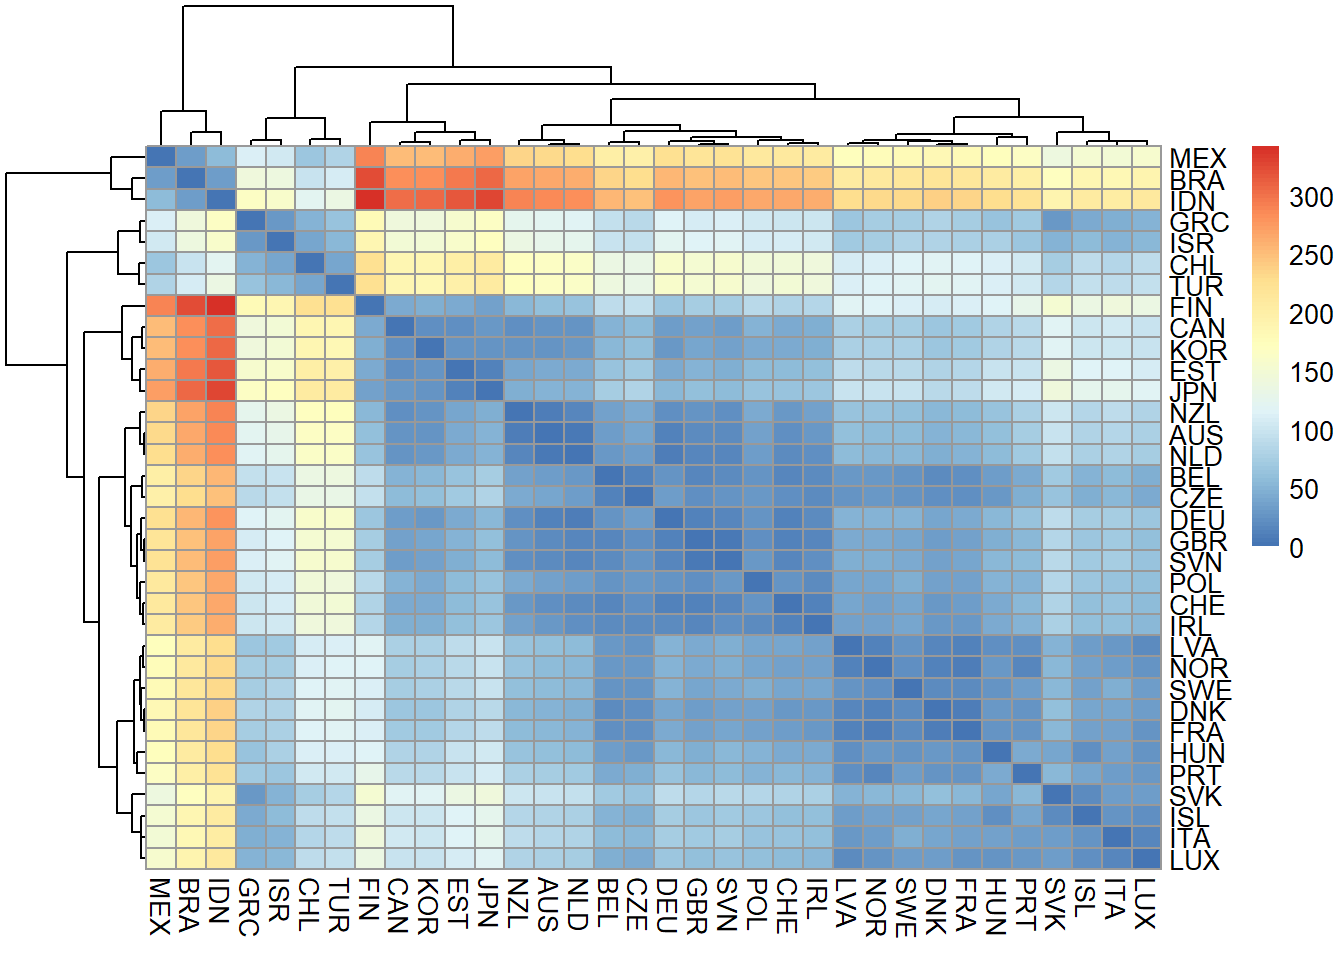 MEX
BRA
IDN
GRC
ISR
CHL
TUR
FIN
CAN
KOR
EST
JPN
NZL
AUS
NLD
BEL
CZE
DEU
GBR
SVN
POL
CHE
IRL
LVA
NOR
SWE
DNK
FRA
HUN
PRT
SVK
ISL
ITA
LUX
300
250
200
150
100
50
0
MEX BRA IDN GRC ISR CHL TUR FIN CAN KOR EST JPN NZL AUS NLD BEL CZE DEU GBR SVN POL CHE IRL LVA NOR SWE DNK FRA HUN PRT SVK ISL ITA LUX